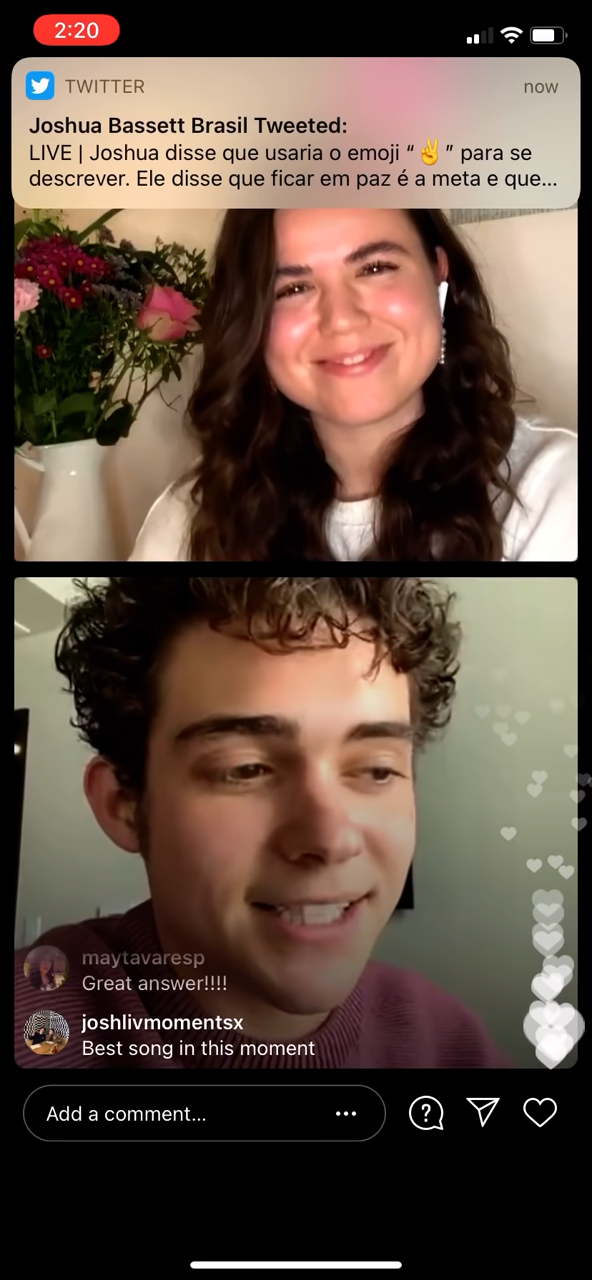 2:20
TWITTER
now
Joshua Bassett Brasil Tweeted:
LIVE | Joshua disse que usaria o emoji “✌️” para se
descrever. Ele disse que ficar em paz é a meta e que...
maytavaresp
Great answer!!!!
joshlivmomentsx
Best song in this moment
Add a comment...